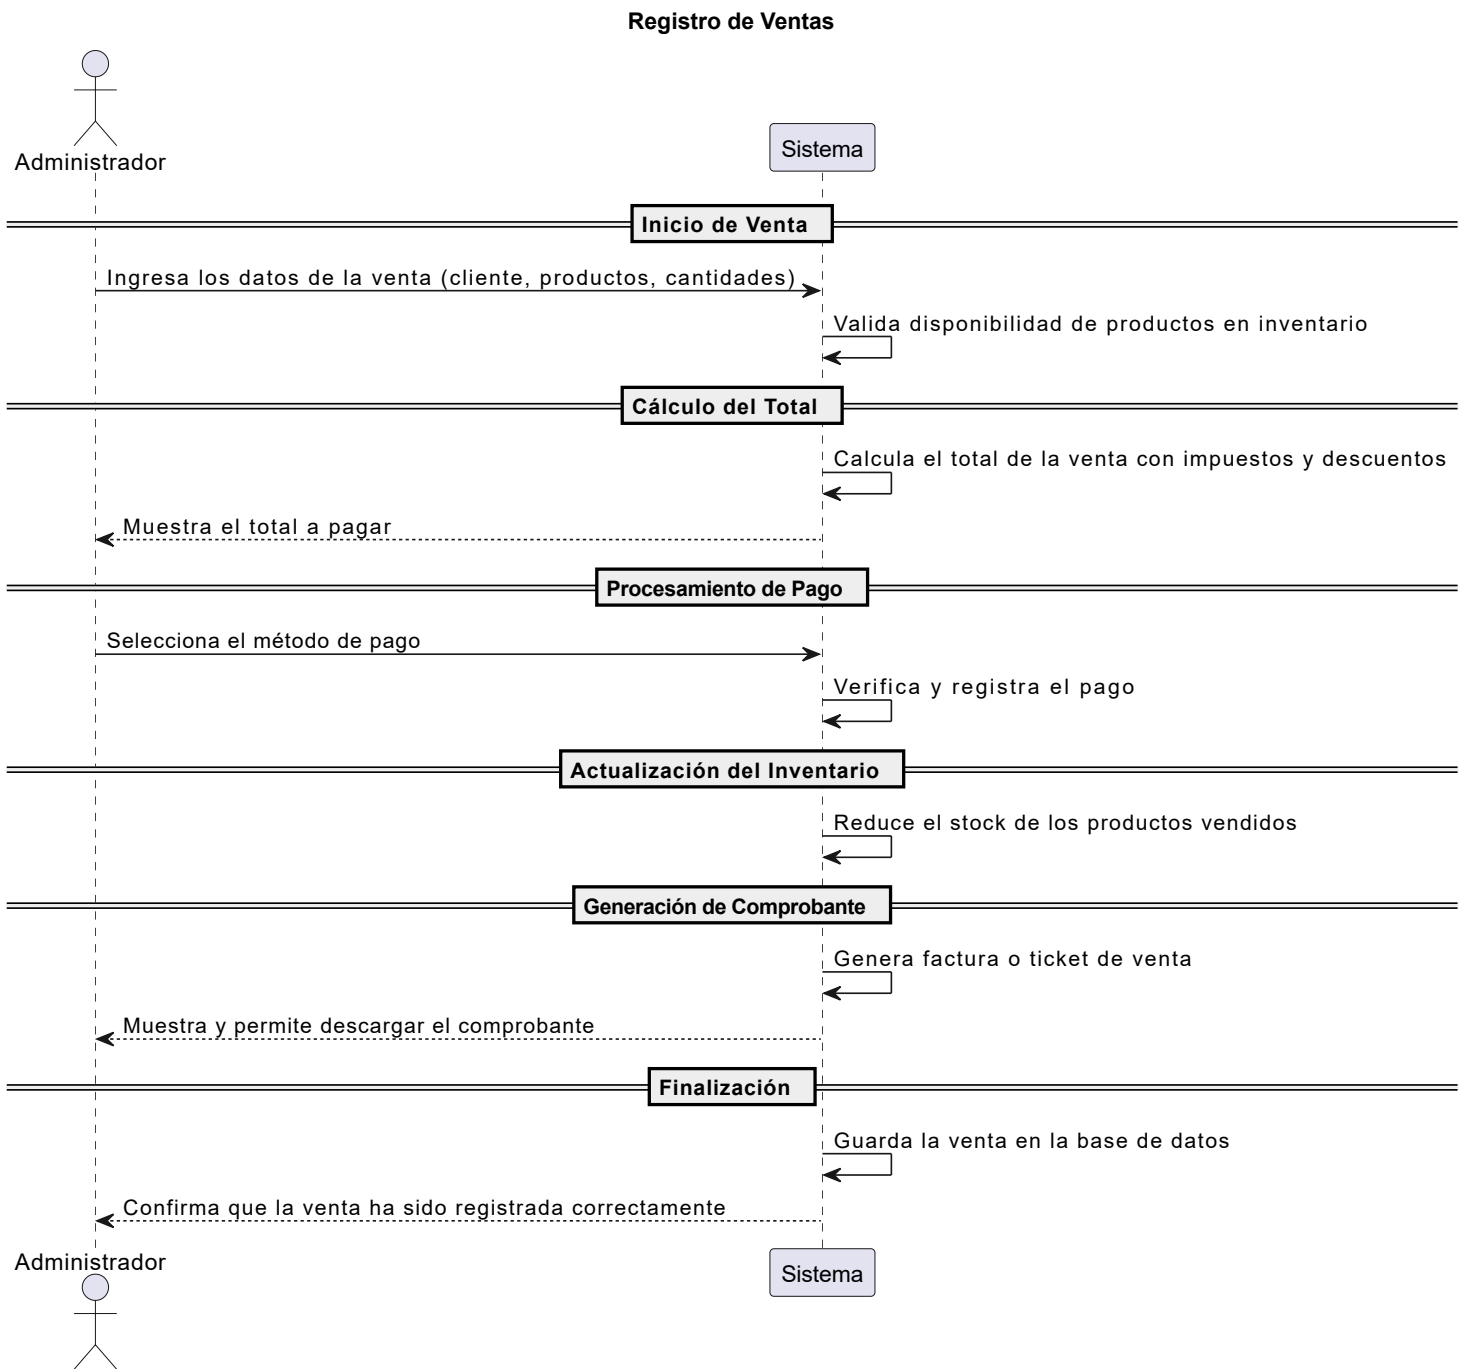 Registro de Ventas
Administrador
Sistema
Inicio de Venta
Ingresa los datos de la venta (cliente, productos, cantidades)
Valida disponibilidad de productos en inventario
Cálculo del Total
Calcula el total de la venta con impuestos y descuentos
Muestra el total a pagar
Procesamiento de Pago
Selecciona el método de pago
Verifica y registra el pago
Actualización del Inventario
Reduce el stock de los productos vendidos
Generación de Comprobante
Genera factura o ticket de venta
Muestra y permite descargar el comprobante
Finalización
Guarda la venta en la base de datos
Confirma que la venta ha sido registrada correctamente
Administrador
Sistema